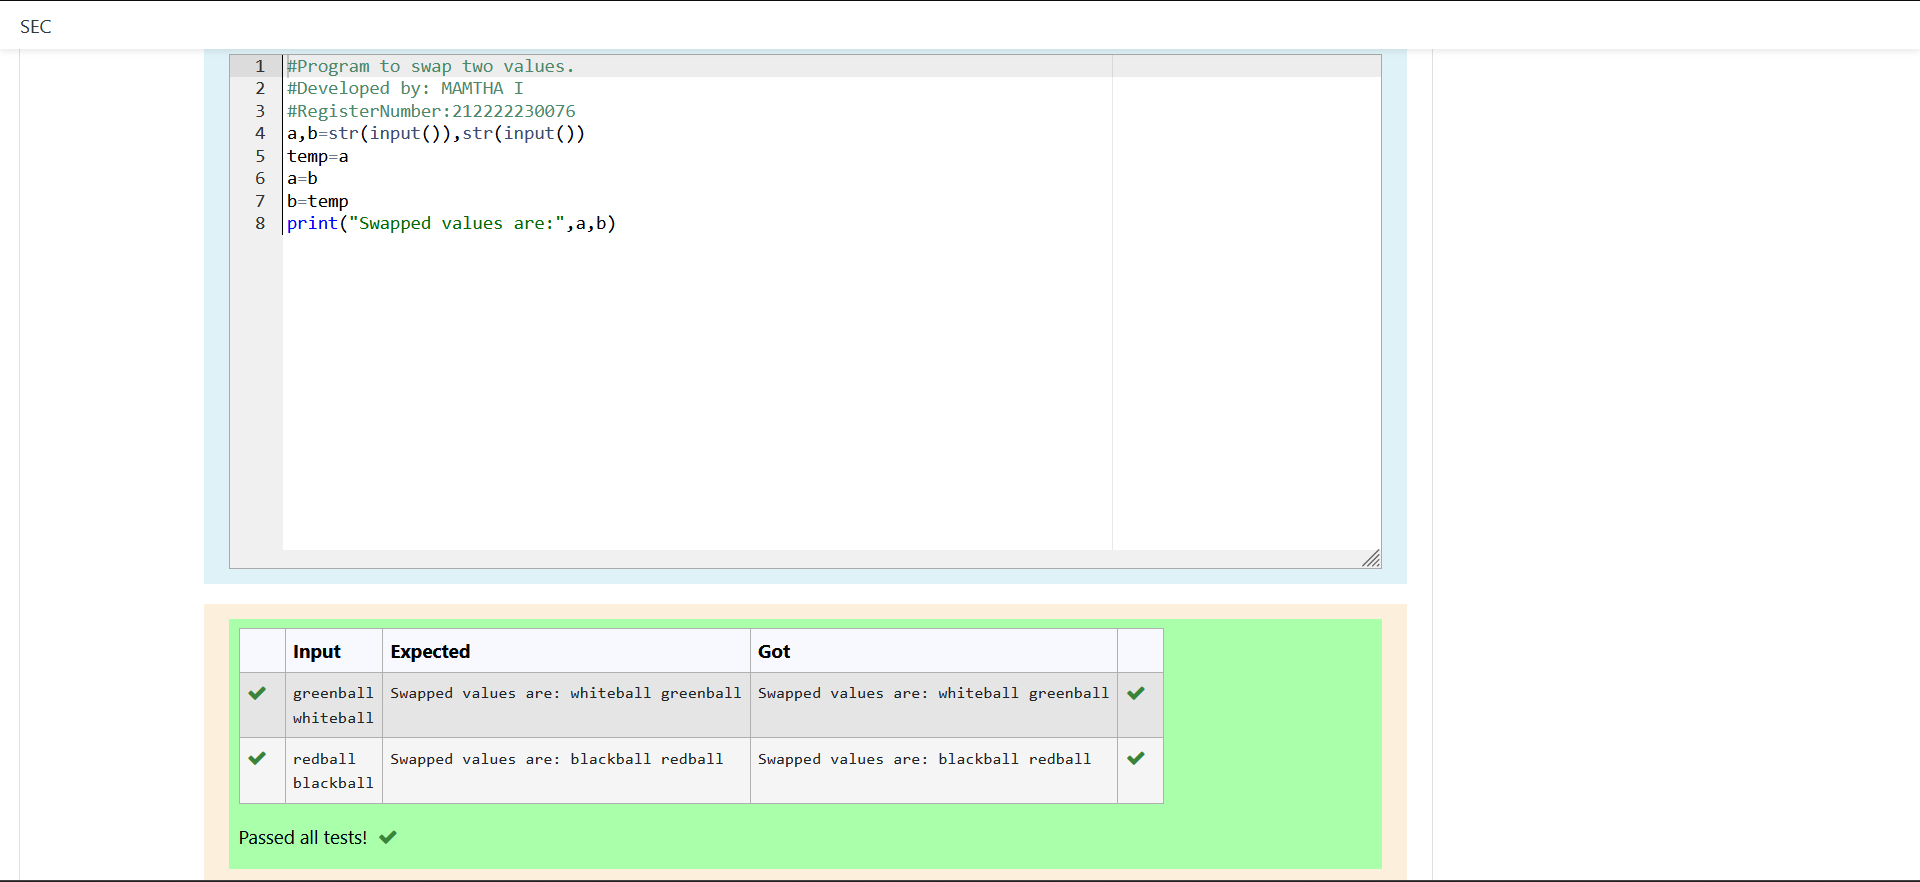 SEC
1 #Program to swap two values.
2 #Developed by: MAMTHA I
3 #RegisterNumber:212222230076
4 a,b=str(input()),str(input())
5 temp=a
6 a=b
7 b=temp
8 print("Swapped values are:",a,b)
Input Expected Got
greenball Swapped values are: whiteball greenball Swapped values are: whiteball greenball
whiteball
redball Swapped values are: blackball redball Swapped values are: blackball redball
blackball
Passed all tests!